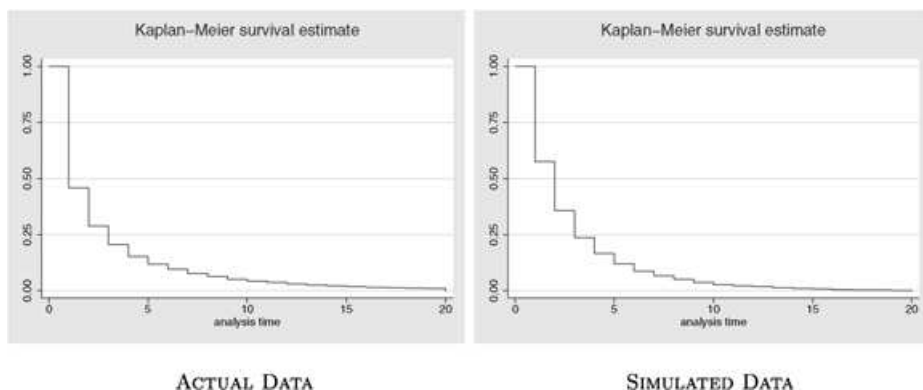 Kaplan–Meier survival estimate
1.00
0.75
0.50
0.25
0.00
0 5 10 15 20
analysis time
ACTUAL DATA
Kaplan–Meier survival estimate
1.00
0.75
0.50
0.25
0.00
0 5 10 15 20
analysis time
SIMULATED DATA